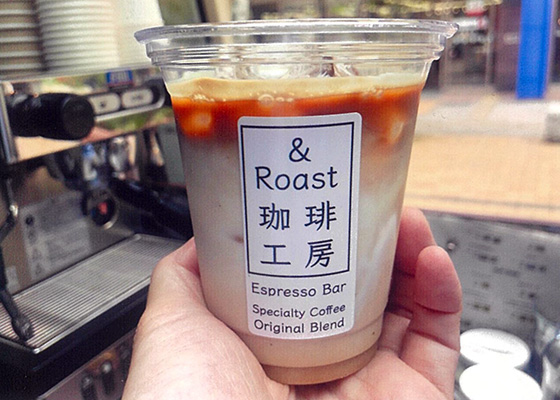 &
Roast
珈琲
工房
Espresso Bar
Specialty Coffee
Original Blend